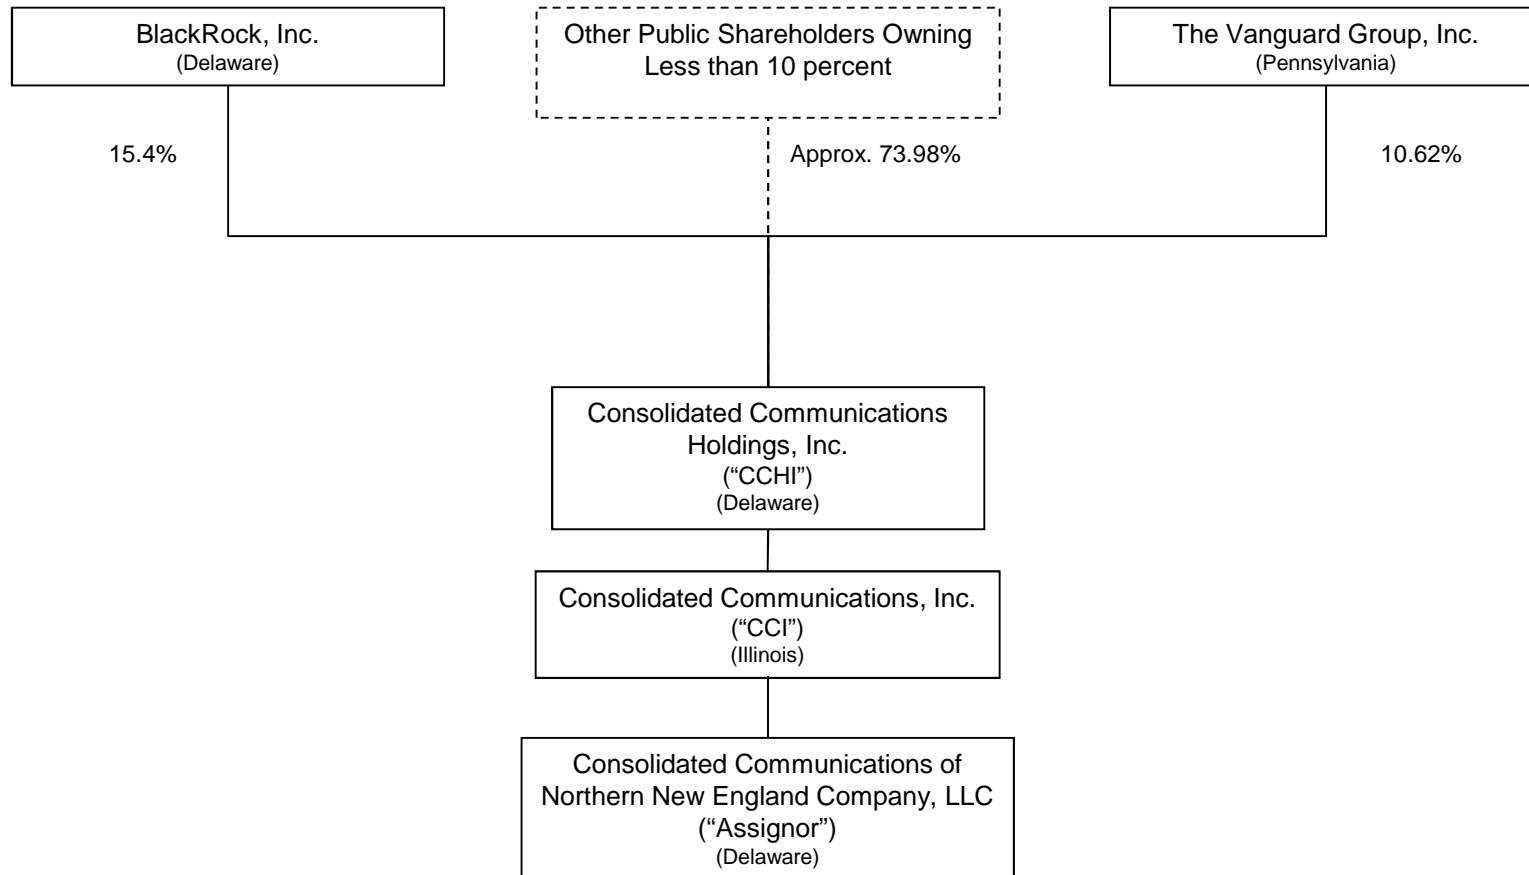 BlackRock, Inc.
(Delaware)
Other Public Shareholders Owning
Less than 10 percent
The Vanguard Group, Inc.
(Pennsylvania)
15.4%
Approx. 73.98%
10.62%
Consolidated Communications
Holdings, Inc.
(“CCHI”)
(Delaware)
Consolidated Communications, Inc.
(“CCI”)
(Illinois)
Consolidated Communications of
Northern New England Company, LLC
(“Assignor”)
(Delaware)